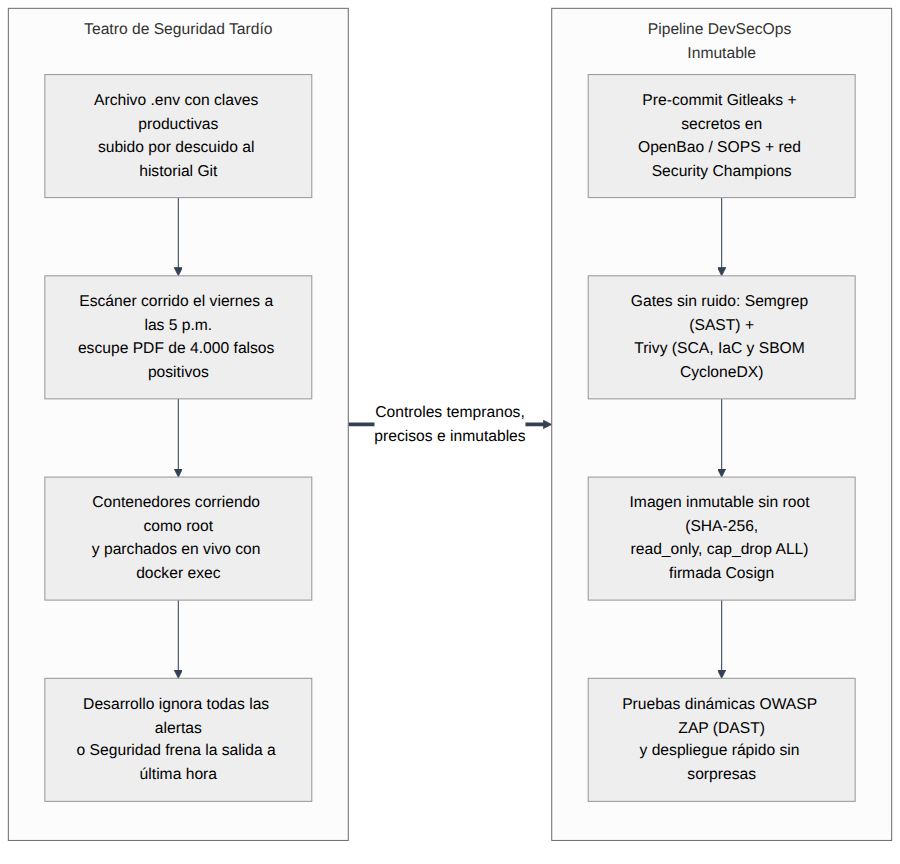 Teatro de Seguridad Tardío
Archivo .env con claves
productivas
subido por descuido al
historial Git
Escáner corrido el viernes a
las 5 p.m.
escupe PDF de 4.000 falsos
positivos
Contenedores corriendo
como root
y parchados en vivo con
docker exec
Desarrollo ignora todas las
alertas
o Seguridad frena la salida a
última hora
Controles tempranos,
precisos e inmutables
Pipeline DevSecOps
Inmutable
Pre-commit Gitleaks +
secretos en
OpenBao / SOPS + red
Security Champions
Gates sin ruido: Semgrep
(SAST) +
Trivy (SCA, IaC y SBOM
CycloneDX)
Imagen inmutable sin root
(SHA-256,
read_only, cap_drop ALL)
firmada Cosign
Pruebas dinámicas OWASP
ZAP (DAST)
y despliegue rápido sin
sorpresas